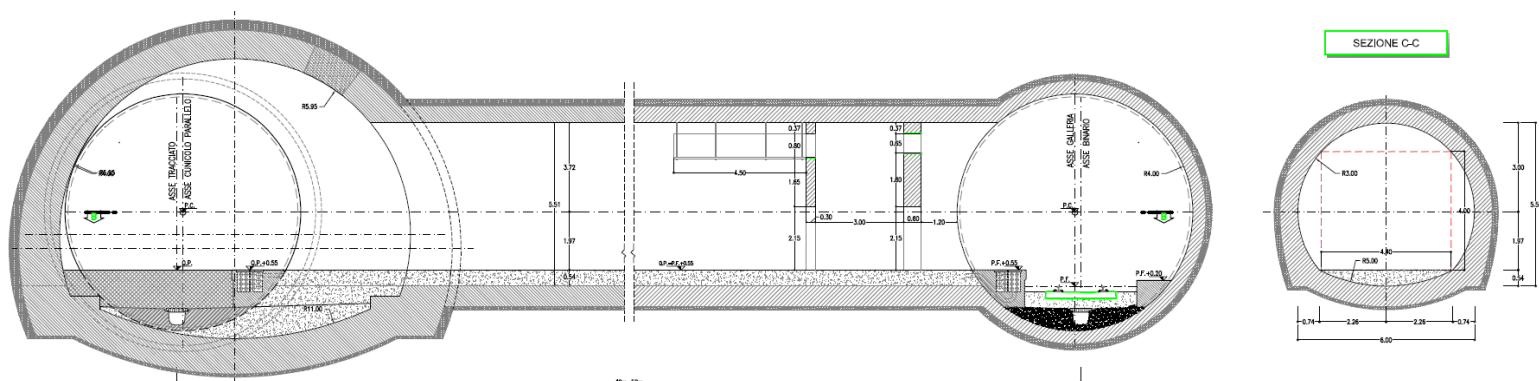 SEZIONE C-C
R5.95
ASSE TRACCIATO
ASSE CUNICOLO PARALLELO
P.C.
O.P.
O.P.+0.55
R11.00
5.51
3.72
1.97
0.54
4.50
0.37
0.80
1.65
0.30
2.15
3.00
0.37
0.65
1.80
0.60
2.15
1.20
O.P.=P.F.+0.55
ASSE GALLERIA
ASSE BINARIO
R4.00
P.C.
P.F.+0.55
P.F.
P.F.+0.20
R3.00
3.00
4.00
1.97
R5.00
0.54
0.74
2.26
2.26
0.74
6.00